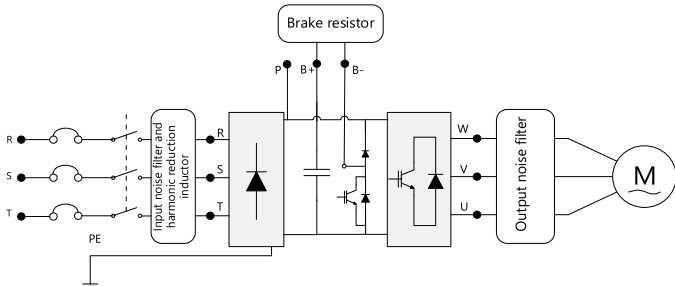 Brake resistor
P
B+
B-
R
S
T
Input noise filter and
harmonic reduction
inductor
R
S
T
PE
W
V
U
Output noise filter
M